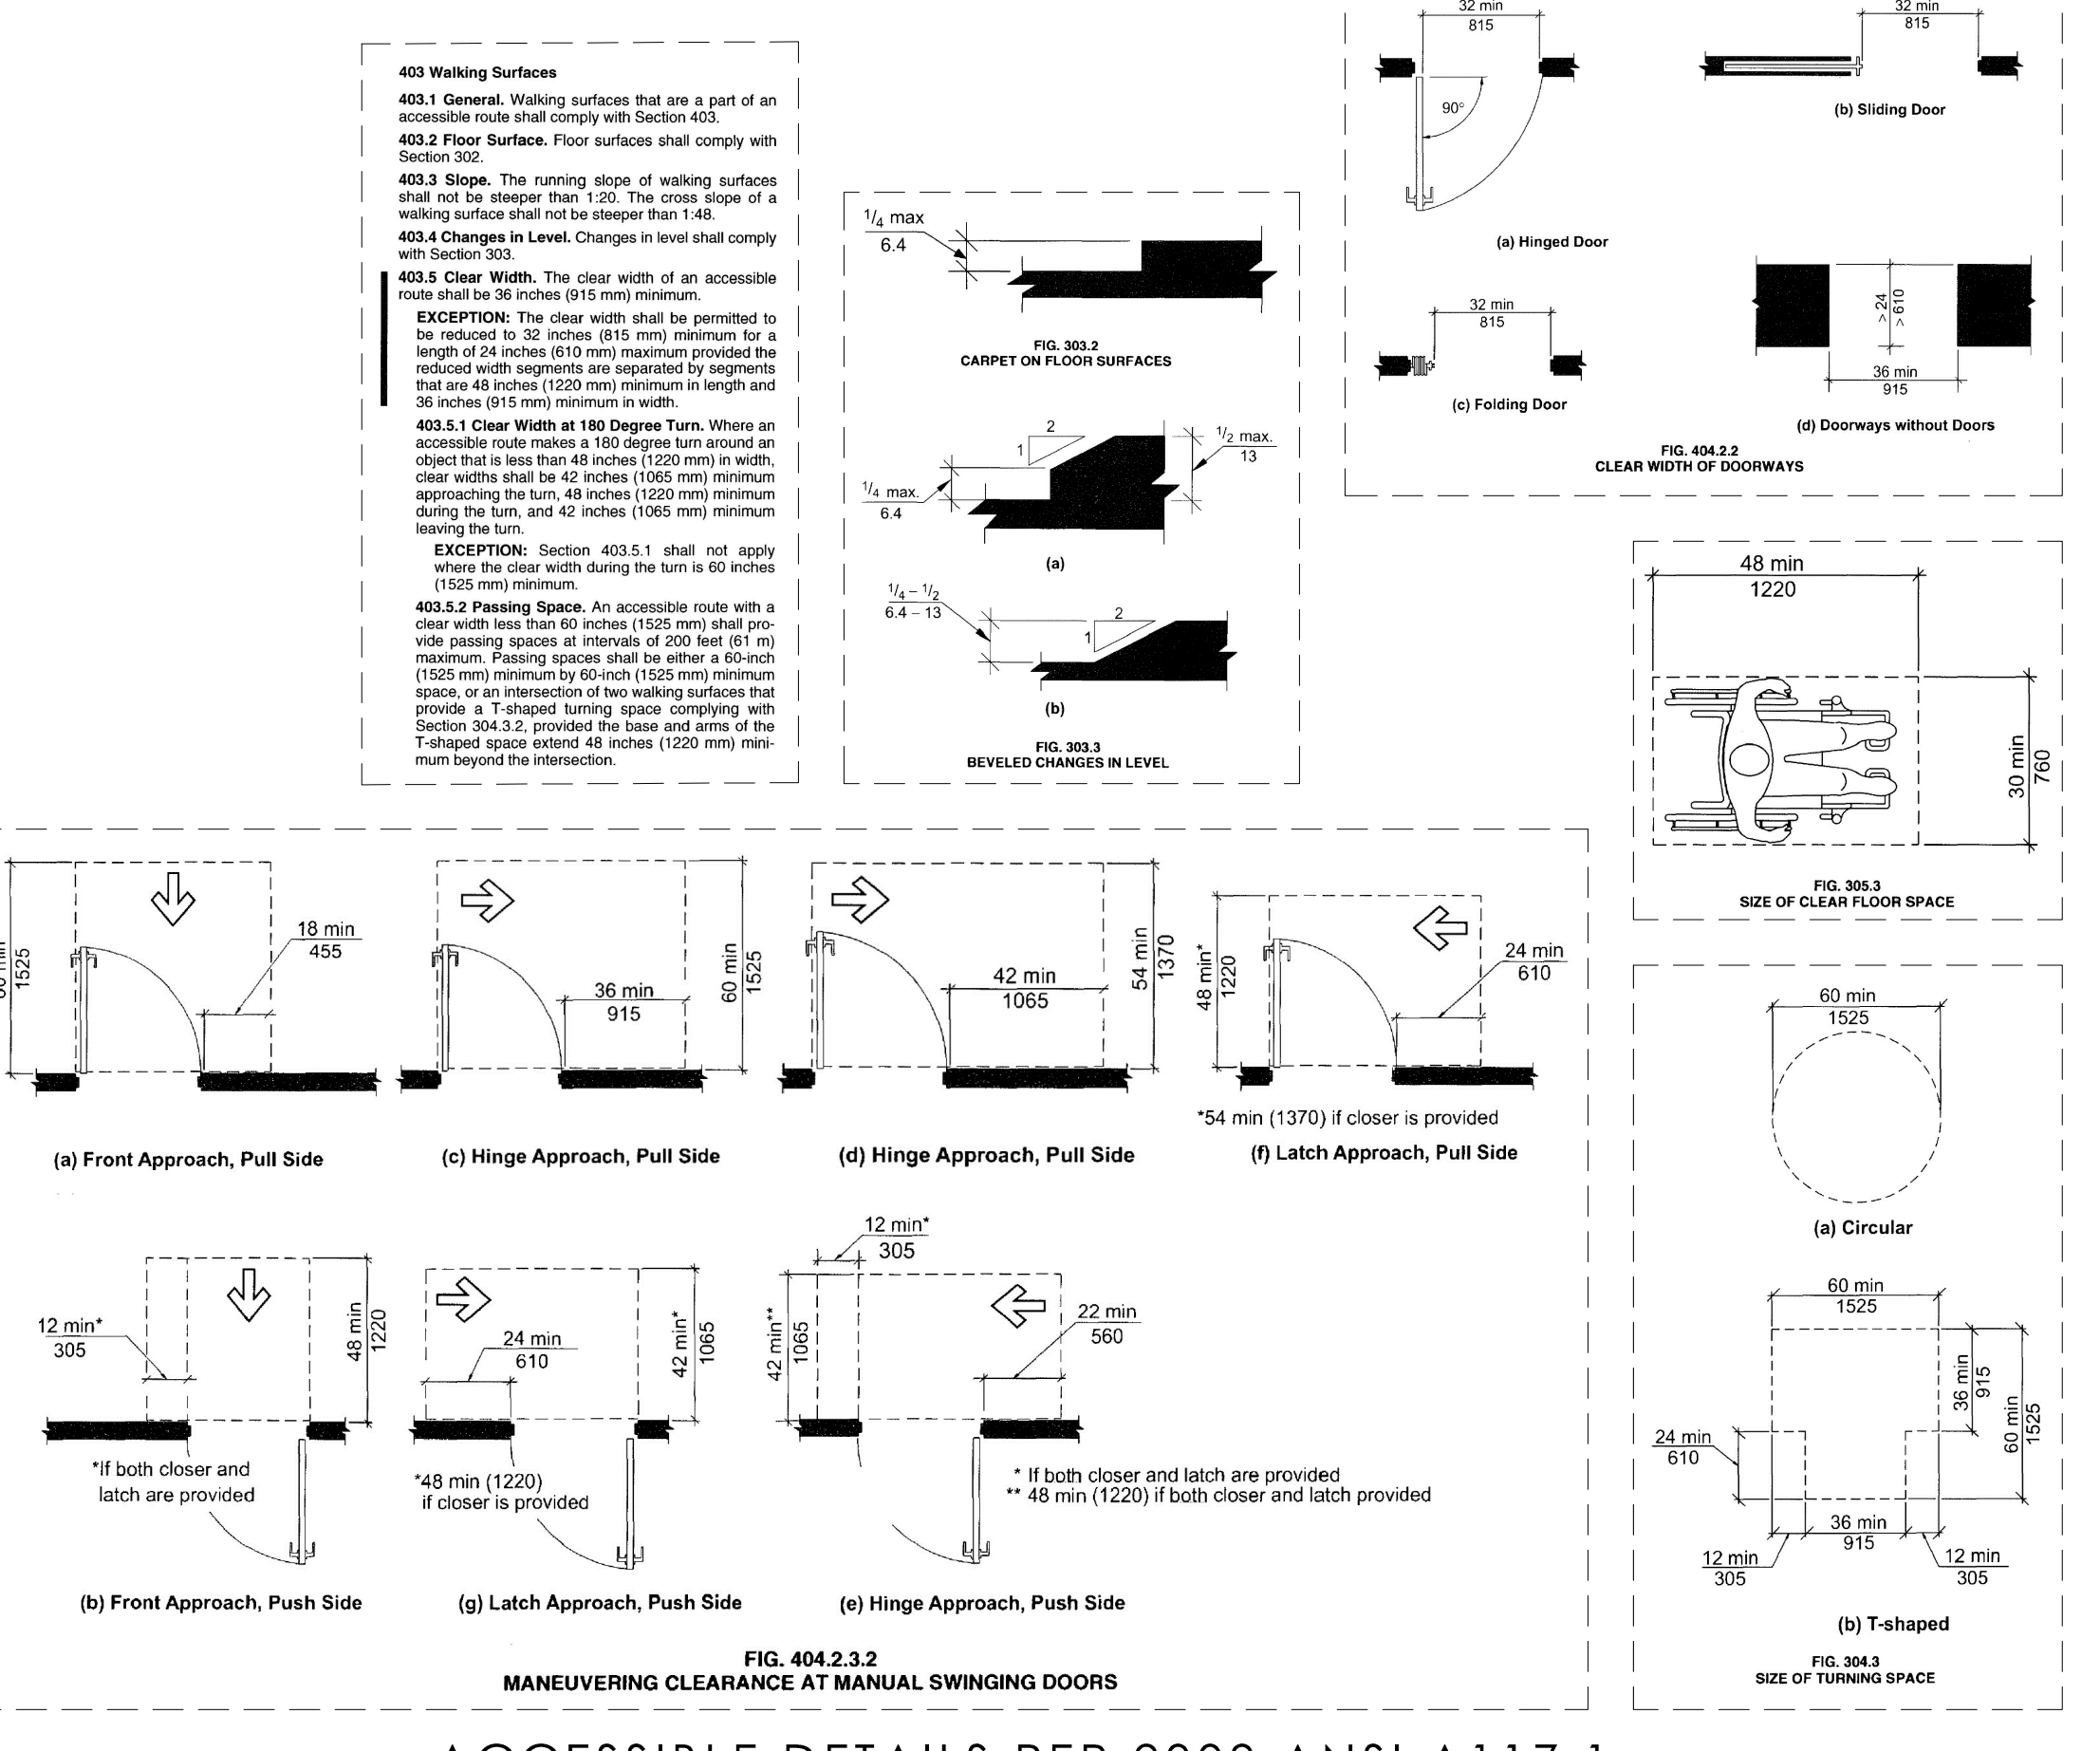 403 Walking Surfaces
403.1 General. Walking surfaces that are a part of an
accessible route shall comply with Section 403.
403.2 Floor Surface. Floor surfaces shall comply with
Section 302.
403.3 Slope. The running slope of walking surfaces
shall not be steeper than 1:20. The cross slope of a
walking surface shall not be steeper than 1:48.
403.4 Changes in Level. Changes in level shall comply
with Section 303.
403.5 Clear Width. The clear width of an accessible
route shall be 36 inches (915 mm) minimum.
EXCEPTION: The clear width shall be permitted to
be reduced to 32 inches (815 mm) minimum for a
length of 24 inches (610 mm) maximum provided the
reduced width segments are separated by segments
that are 48 inches (1220 mm) minimum in length and
36 inches (915 mm) minimum in width.
403.5.1 Clear Width at 180 Degree Turn. Where an
accessible route makes a 180 degree turn around an
object that is less than 48 inches (1220 mm) in width,
clear widths shall be 42 inches (1065 mm) minimum
approaching the turn, 48 inches (1220 mm) minimum
during the turn, and 42 inches (1065 mm) minimum
leaving the turn.
EXCEPTION: Section 403.5.1 shall not apply
where the clear width during the turn is 60 inches
(1525 mm) minimum.
403.5.2 Passing Space. An accessible route with a
clear width less than 60 inches (1525 mm) shall pro-
vide passing spaces at intervals of 200 feet (61 m)
maximum. Passing spaces shall be either a 60-inch
(1525 mm) minimum by 60-inch (1525 mm) minimum
space, or an intersection of two walking surfaces that
provide a T-shaped turning space complying with
Section 304.3.2, provided the base and arms of the
T-shaped space extend 48 inches (1220 mm) mini-
mum beyond the intersection.
1/4 max
6.4
FIG. 303.2
CARPET ON FLOOR SURFACES
2
1
1/2 max.
13
1/4 max.
6.4
(a)
1/4 – 1/2
6.4 – 13
2
1
(b)
FIG. 303.3
BEVELED CHANGES IN LEVEL
32 min
815
90°
(a) Hinged Door
32 min
815
(b) Sliding Door
32 min
815
(c) Folding Door
> 24
> 610
36 min
915
(d) Doorways without Doors
FIG. 404.2.2
CLEAR WIDTH OF DOORWAYS
48 min
1220
30 min
760
FIG. 305.3
SIZE OF CLEAR FLOOR SPACE
1525
18 min
455
(a) Front Approach, Pull Side
36 min
915
60 min
1525
(c) Hinge Approach, Pull Side
42 min
1065
54 min
1370
(d) Hinge Approach, Pull Side
48 min*
1220
24 min
610
*54 min (1370) if closer is provided
(f) Latch Approach, Pull Side
12 min*
305
48 min
1220
*If both closer and
latch are provided
(b) Front Approach, Push Side
24 min
610
42 min*
1065
*48 min (1220)
if closer is provided
(g) Latch Approach, Push Side
12 min*
305
42 min**
1065
22 min
560
* If both closer and latch are provided
** 48 min (1220) if both closer and latch provided
(e) Hinge Approach, Push Side
FIG. 404.2.3.2
MANEUVERING CLEARANCE AT MANUAL SWINGING DOORS
60 min
1525
(a) Circular
60 min
1525
36 min
915
60 min
1525
24 min
610
36 min
915
12 min
305
12 min
305
(b) T-shaped
FIG. 304.3
SIZE OF TURNING SPACE
ACCESSIBLE DETAILS PER